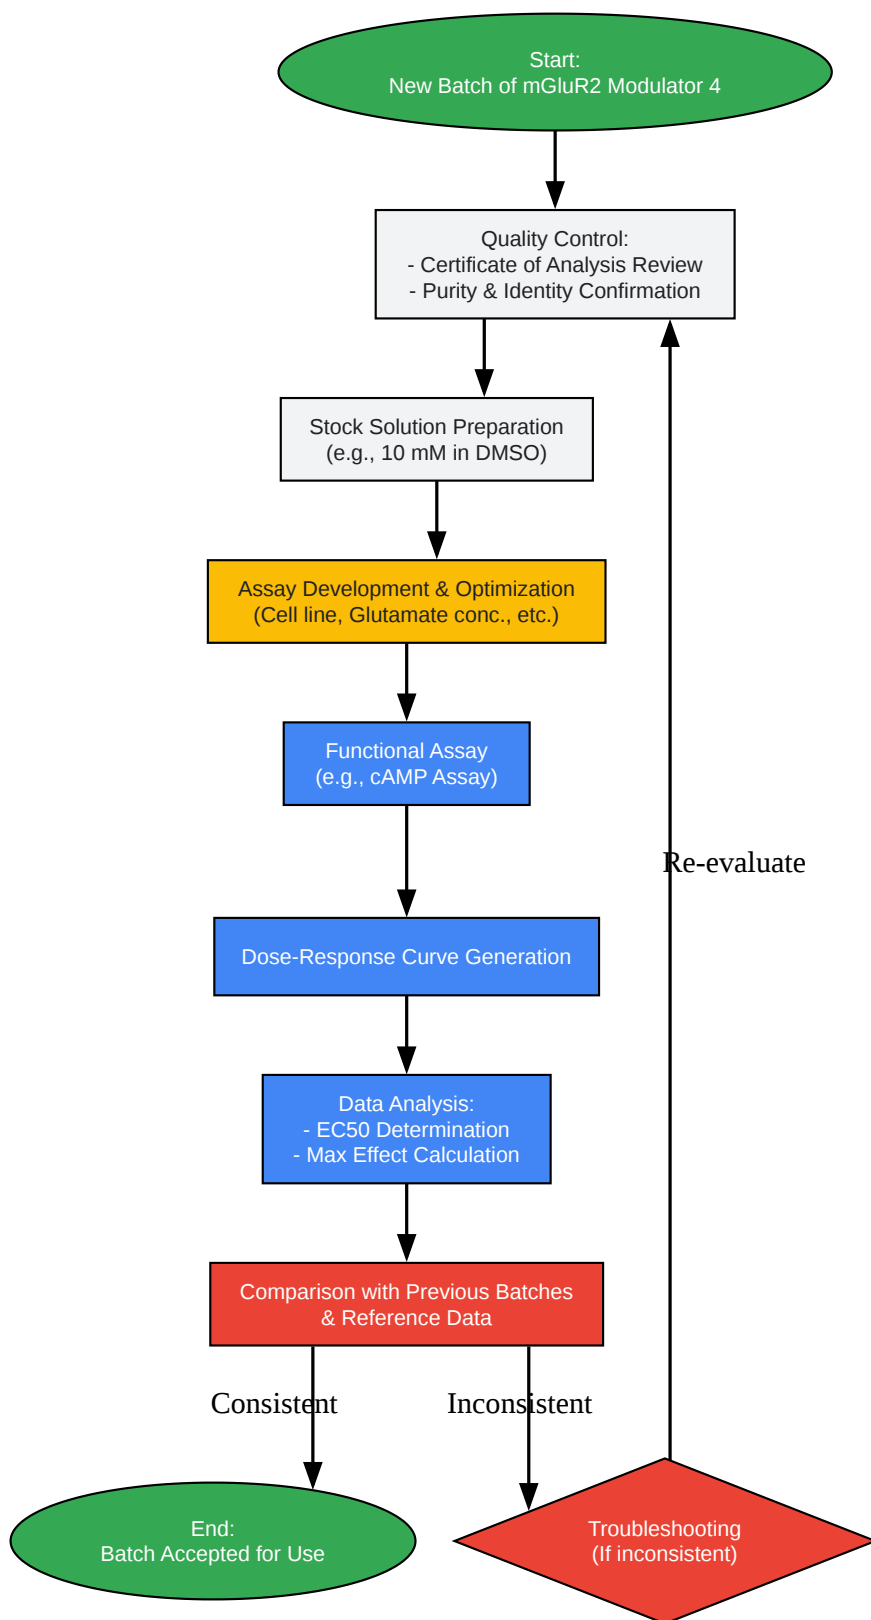 Start:
New Batch of mGluR2 Modulator 4
Quality Control:
- Certificate of Analysis Review
- Purity & Identity Confirmation
Stock Solution Preparation
(e.g., 10 mM in DMSO)
Assay Development & Optimization
(Cell line, Glutamate conc., etc.)
Functional Assay
(e.g., cAMP Assay)
Re-evaluate
Dose-Response Curve Generation
Data Analysis:
- EC50 Determination
- Max Effect Calculation
Comparison with Previous Batches
& Reference Data
Consistent
Inconsistent
End:
Batch Accepted for Use
Troubleshooting
(If inconsistent)